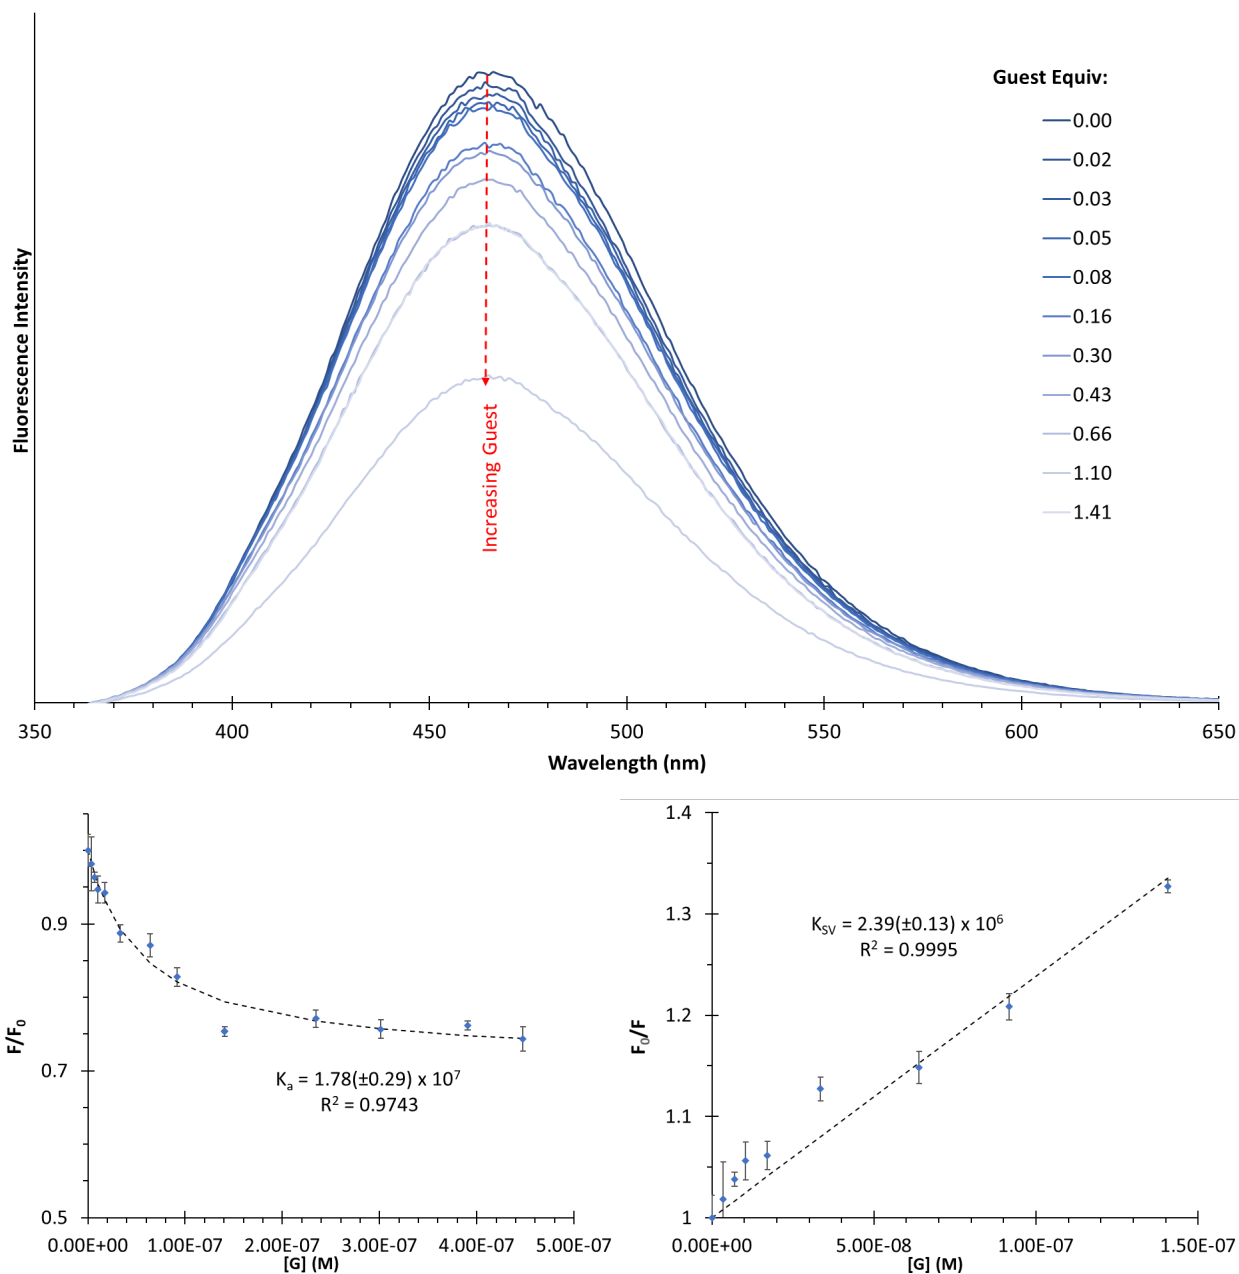 Guest Equiv:
0.00
0.02
0.03
0.05
0.08
0.16
0.30
0.43
0.66
1.10
1.41
Fluorescence Intensity
Increasing Guest
350 400 450 500 550 600 650
Wavelength (nm)
F/F₀
0.9
0.7
0.5
Kₐ = 1.78(±0.29) x 10⁷
R² = 0.9743
0.00E+00 1.00E-07 2.00E-07 3.00E-07 4.00E-07 5.00E-07
[G] (M)
F₀/F
1.4
1.3
1.2
1.1
1
K_SV = 2.39(±0.13) x 10⁶
R² = 0.9995
0.00E+00 5.00E-08 1.00E-07 1.50E-07
[G] (M)